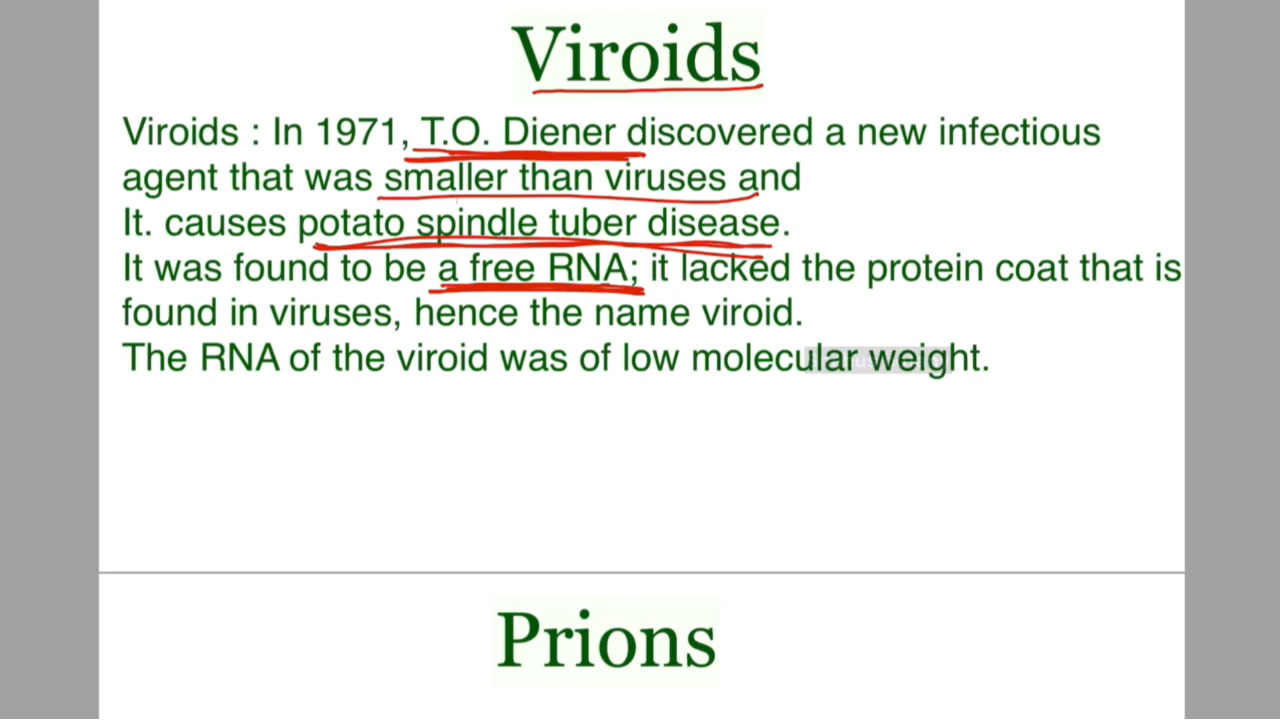 Viroids
Viroids : In 1971, T.O. Diener discovered a new infectious
agent that was smaller than viruses and
It. causes potato spindle tuber disease.
It was found to be a free RNA; it lacked the protein coat that is
found in viruses, hence the name viroid.
The RNA of the viroid was of low molecular weight.
Prions